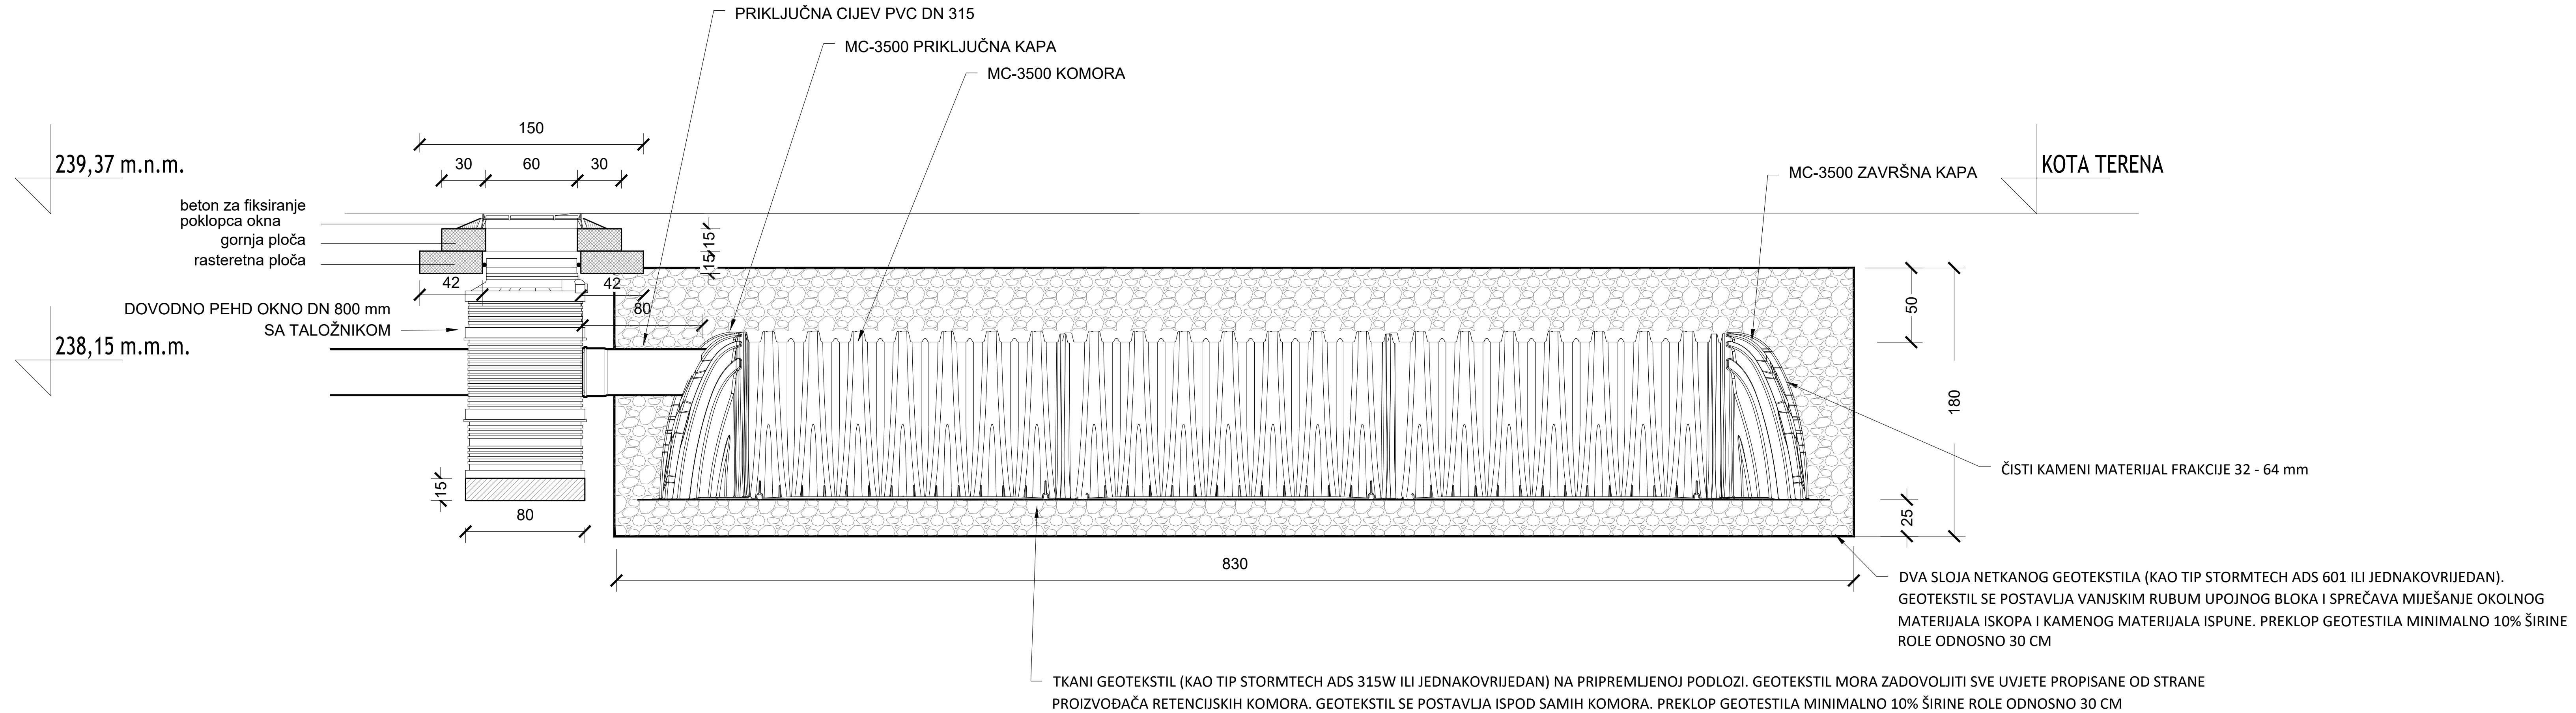 PRIKLJUČNA CIJEV PVC DN 315
MC-3500 PRIKLJUČNA KAPA
MC-3500 KOMORA
150
30
60
30
239,37 m.n.m.
KOTA TERENA
MC-3500 ZAVRŠNA KAPA
beton za fiksiranje
poklopca okna
gornja ploča
rasteretna ploča
15
15
42
42
80
50
DOVODNO PEHD OKNO DN 800 mm
SA TALOŽNIKOM
238,15 m.m.m.
180
ČISTI KAMENI MATERIJAL FRAKCIJE 32 - 64 mm
15
80
25
830
DVA SLOJA NETKANOG GEOTEKSTILA (KAO TIP STORMTECH ADS 601 ILI JEDNAKOVRIJEDAN).
GEOTEKSTIL SE POSTAVLJA VANJSKIM RUBUM UPOJNOG BLOKA I SPREČAVA MIJEŠANJE OKOLNOG
MATERIJALA ISKOPA I KAMENOG MATERIJALA ISPUNE. PREKLOP GEOTESTILA MINIMALNO 10% ŠIRINE
ROLE ODNOSNO 30 CM
TKANI GEOTEKSTIL (KAO TIP STORMTECH ADS 315W ILI JEDNAKOVRIJEDAN) NA PRIPREMLJENOJ PODLOZI. GEOTEKSTIL MORA ZADOVOLJITI SVE UVJETE PROPISANE OD STRANE
PROIZVOĐAČA RETENCIJSKIH KOMORA. GEOTEKSTIL SE POSTAVLJA ISPOD SAMIH KOMORA. PREKLOP GEOTESTILA MINIMALNO 10% ŠIRINE ROLE ODNOSNO 30 CM